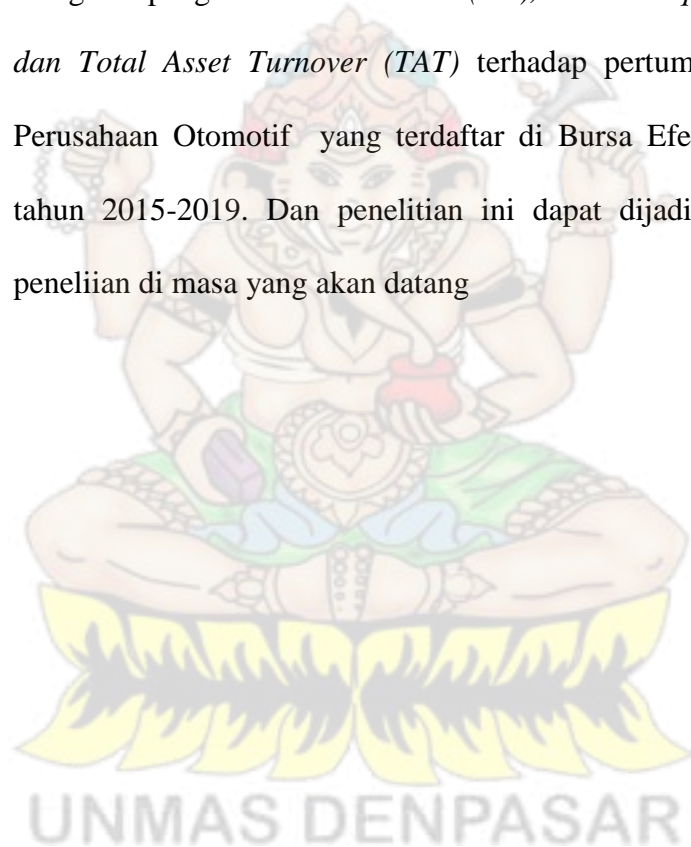 dan Total Asset Turnover (TAT) terhadap pertum
Perusahaan Otomotif yang terdaftar di Bursa Efe
tahun 2015-2019. Dan penelitian ini dapat dijadi
peneliian di masa yang akan datang
UNMAS DENPASAR